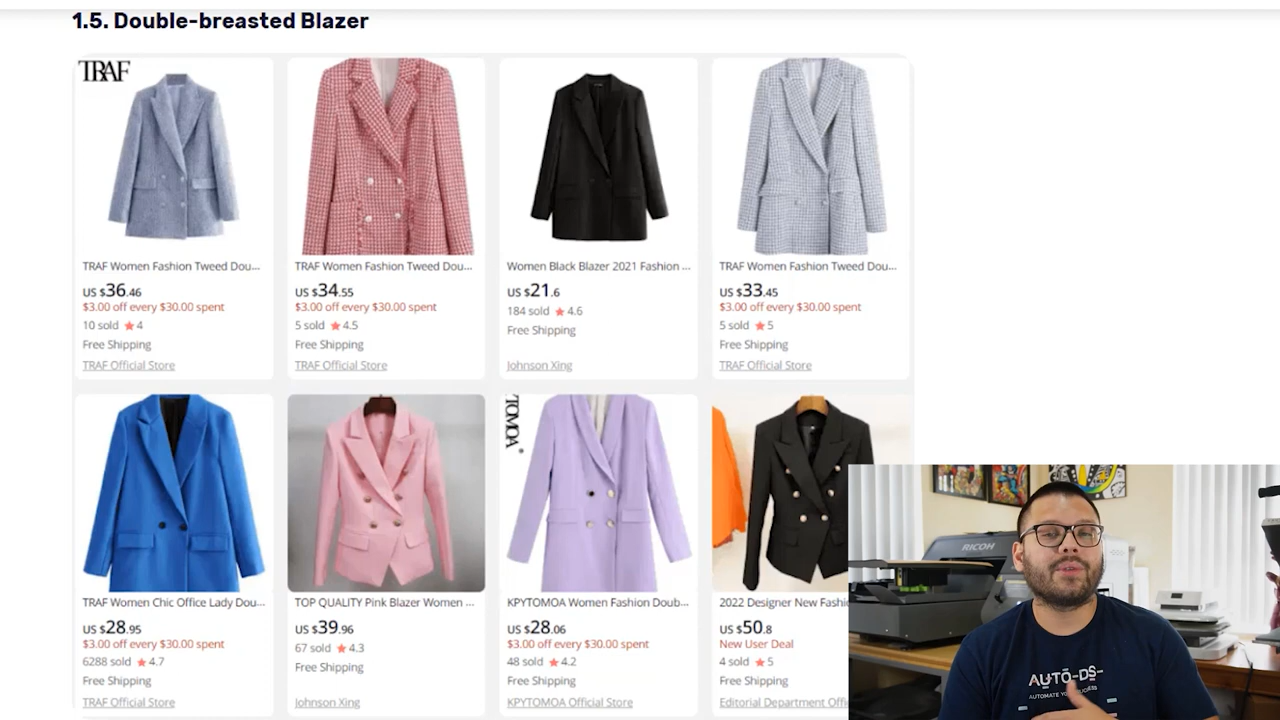 1.5. Double-breasted Blazer
TRAF
TRAF Women Fashion Tweed Dou...
US $36.46
$3.00 off every $30.00 spent
10 sold ★4
Free Shipping
TRAF Official Store
TRAF Women Fashion Tweed Dou...
US $34.55
$3.00 off every $30.00 spent
5 sold ★4.5
Free Shipping
TRAF Official Store
Women Black Blazer 2021 Fashion ...
US $21.6
184 sold ★4.6
Free Shipping
Johnson Xing
TRAF Women Fashion Tweed Dou...
US $33.45
$3.00 off every $30.00 spent
5 sold ★5
Free Shipping
TRAF Official Store
TRAF Women Chic Office Lady Dou...
US $28.95
$3.00 off every $30.00 spent
6288 sold ★4.7
Free Shipping
TRAF Official Store
TOP QUALITY Pink Blazer Women ...
US $39.96
67 sold ★4.3
Free Shipping
Johnson Xing
TOMOA
KPYTOMOA Women Fashion Doub...
US $28.06
$3.00 off every $30.00 spent
48 sold ★4.2
Free Shipping
KPYTOMOA Official Store
2022 Designer New Fashi
US $50.8
New User Deal
4 sold ★5
Free Shipping
Editorial Department Offi
RICOH
AUTO-DS-
AUTOMATE YO